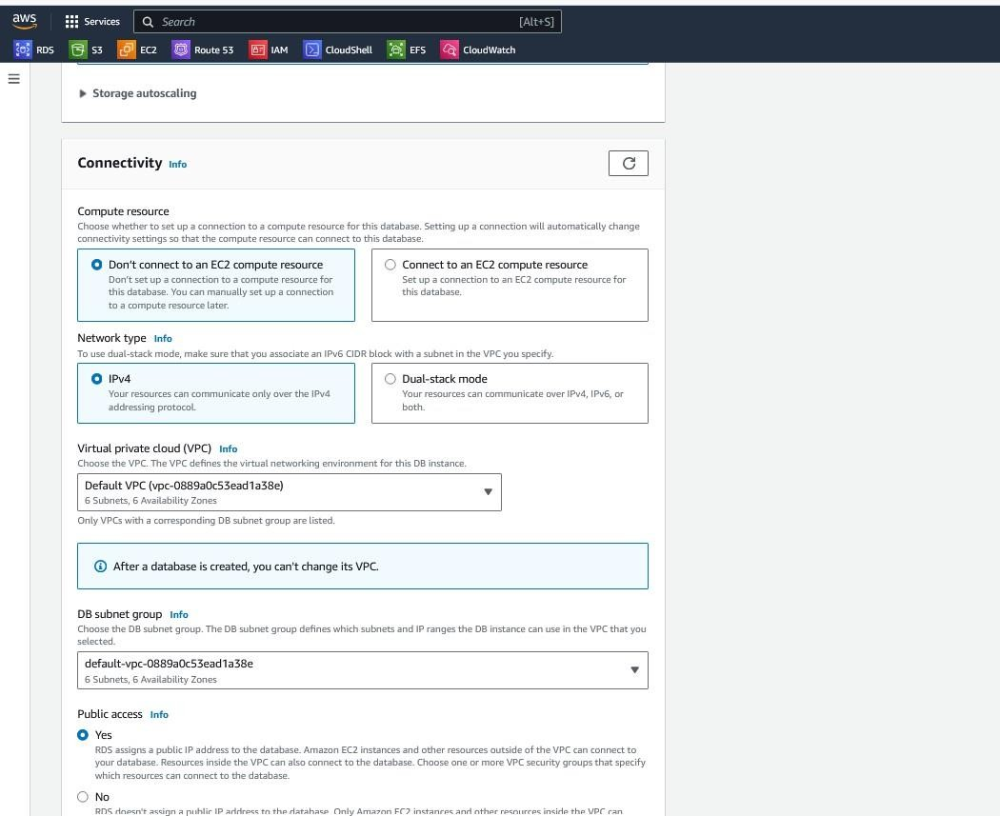 aws
Services
Search
[Alt+S]
RDS
S3
EC2
Route 53
IAM
CloudShell
EFS
CloudWatch
Storage autoscaling
Connectivity Info
Compute resource
Choose whether to set up a connection to a compute resource for this database. Setting up a connection will automatically change
connectivity settings so that the compute resource can connect to this database.
Don't connect to an EC2 compute resource
Don't set up a connection to a compute resource for
this database. You can manually set up a connection
to a compute resource later.
Connect to an EC2 compute resource
Set up a connection to an EC2 compute resource for
this database.
Network type Info
To use dual-stack mode, make sure that you associate an IPv6 CIDR block with a subnet in the VPC you specify.
IPv4
Your resources can communicate only over the IPv4
addressing protocol.
Dual-stack mode
Your resources can communicate over IPv4, IPv6, or
both.
Virtual private cloud (VPC) Info
Choose the VPC. The VPC defines the virtual networking environment for this DB instance.
Default VPC (vpc-0889a0c53ead1a38e)
6 Subnets, 6 Availability Zones
Only VPCs with a corresponding DB subnet group are listed.
After a database is created, you can't change its VPC.
DB subnet group Info
Choose the DB subnet group. The DB subnet group defines which subnets and IP ranges the DB instance can use in the VPC that you
selected.
default-vpc-0889a0c53ead1a38e
6 Subnets, 6 Availability Zones
Public access Info
Yes
RDS assigns a public IP address to the database. Amazon EC2 instances and other resources outside of the VPC can connect to
your database. Resources inside the VPC can also connect to the database. Choose one or more VPC security groups that specify
which resources can connect to the database.
No
RDS doesn't assign a public IP address to the database. Only Amazon EC2 instances and other resources inside the VPC can